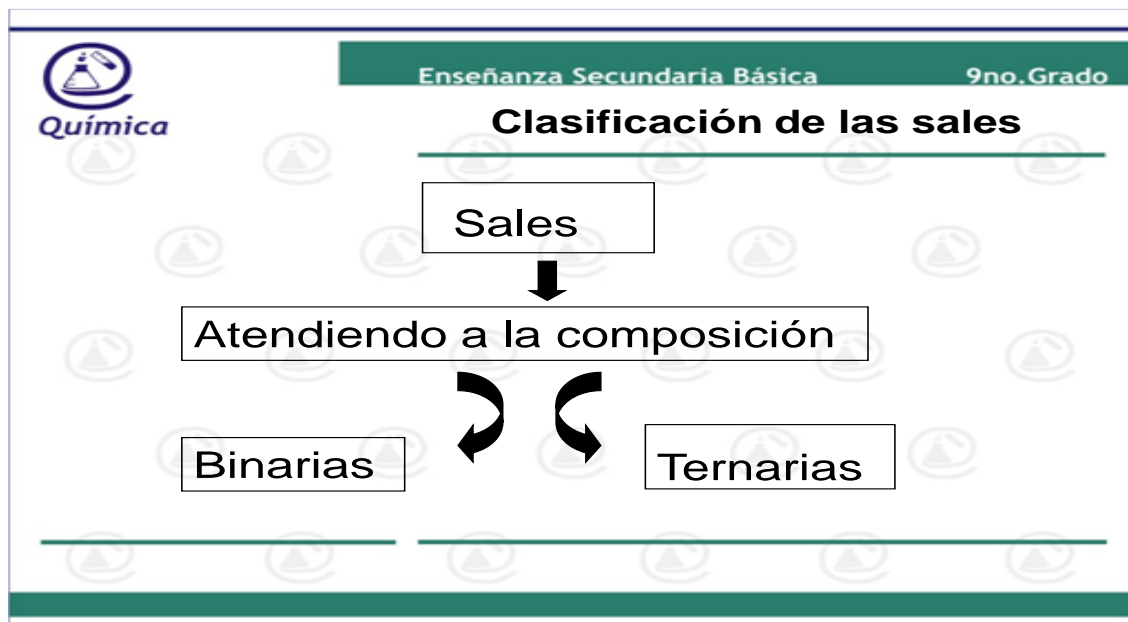 Enseñanza Secundaria Básica 9no.Grado
Química
Clasificación de las sales
Sales
Atendiendo a la composición
Binarias
Ternarias